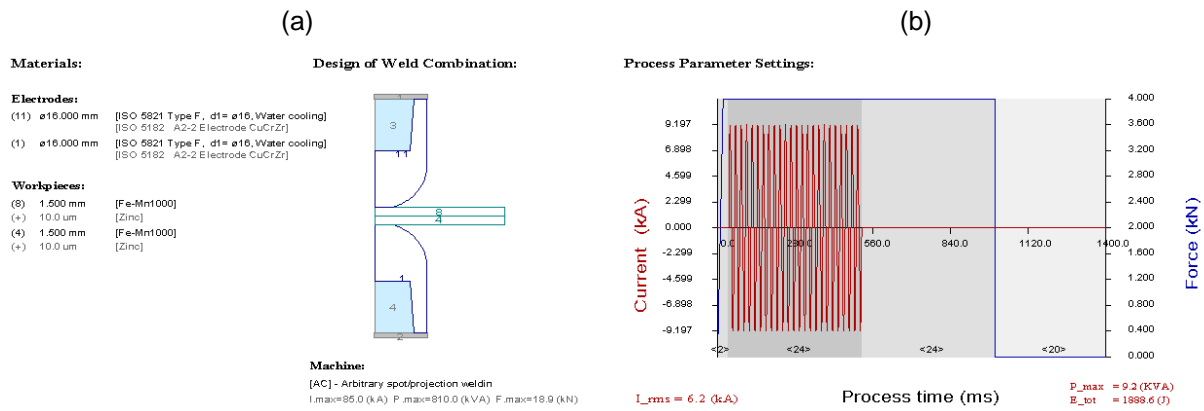 (a)
(b)
Materials:
Design of Weld Combination:
Process Parameter Settings:
Electrodes:
(11) ø16.000 mm [ISO 5821 Type F, d1= ø16, Water cooling]
[ISO 5182 A2-2 Electrode CuCrZr]
(1) ø16.000 mm [ISO 5821 Type F, d1= ø16, Water cooling]
[ISO 5182 A2-2 Electrode CuCrZr]
Workpieces:
(8) 1.500 mm [Fe-Mn1000]
(+) 10.0 um [Zinc]
(4) 1.500 mm [Fe-Mn1000]
(+) 10.0 um [Zinc]
1
3
11
8
4
1
4
2
Machine:
[AC] - Arbitrary spot/projection weldin
I.max=85.0 (kA) P.max=810.0 (kVA) F.max=18.9 (kN)
Current (kA)
9.197
6.898
4.599
2.299
0.000
-2.299
-4.599
-6.898
-9.197
0.0 280.0 560.0 840.0 1120.0 1400.0
<2> <24> <24> <20>
4.000
3.600
3.200
2.800
2.400
2.000
1.600
1.200
0.800
0.400
0.000
Force (kN)
I_rms = 6.2 (kA)
Process time (ms)
P_max = 9.2 (KVA)
E_tot = 1888.6 (J)